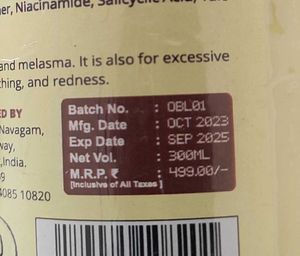 er, Niacinamide, Salicylic Acid,
and melasma. It is also for excessive
hing, and redness.
ED BY
Navagam,
way,
,India.
9
4085 10820
Batch No. : OBL01
Mfg. Date : OCT 2023
Exp Date : SEP 2025
Net Vol. : 300ML
M.R.P. ₹ : 499.00/-
[Inclusive of All Taxes]